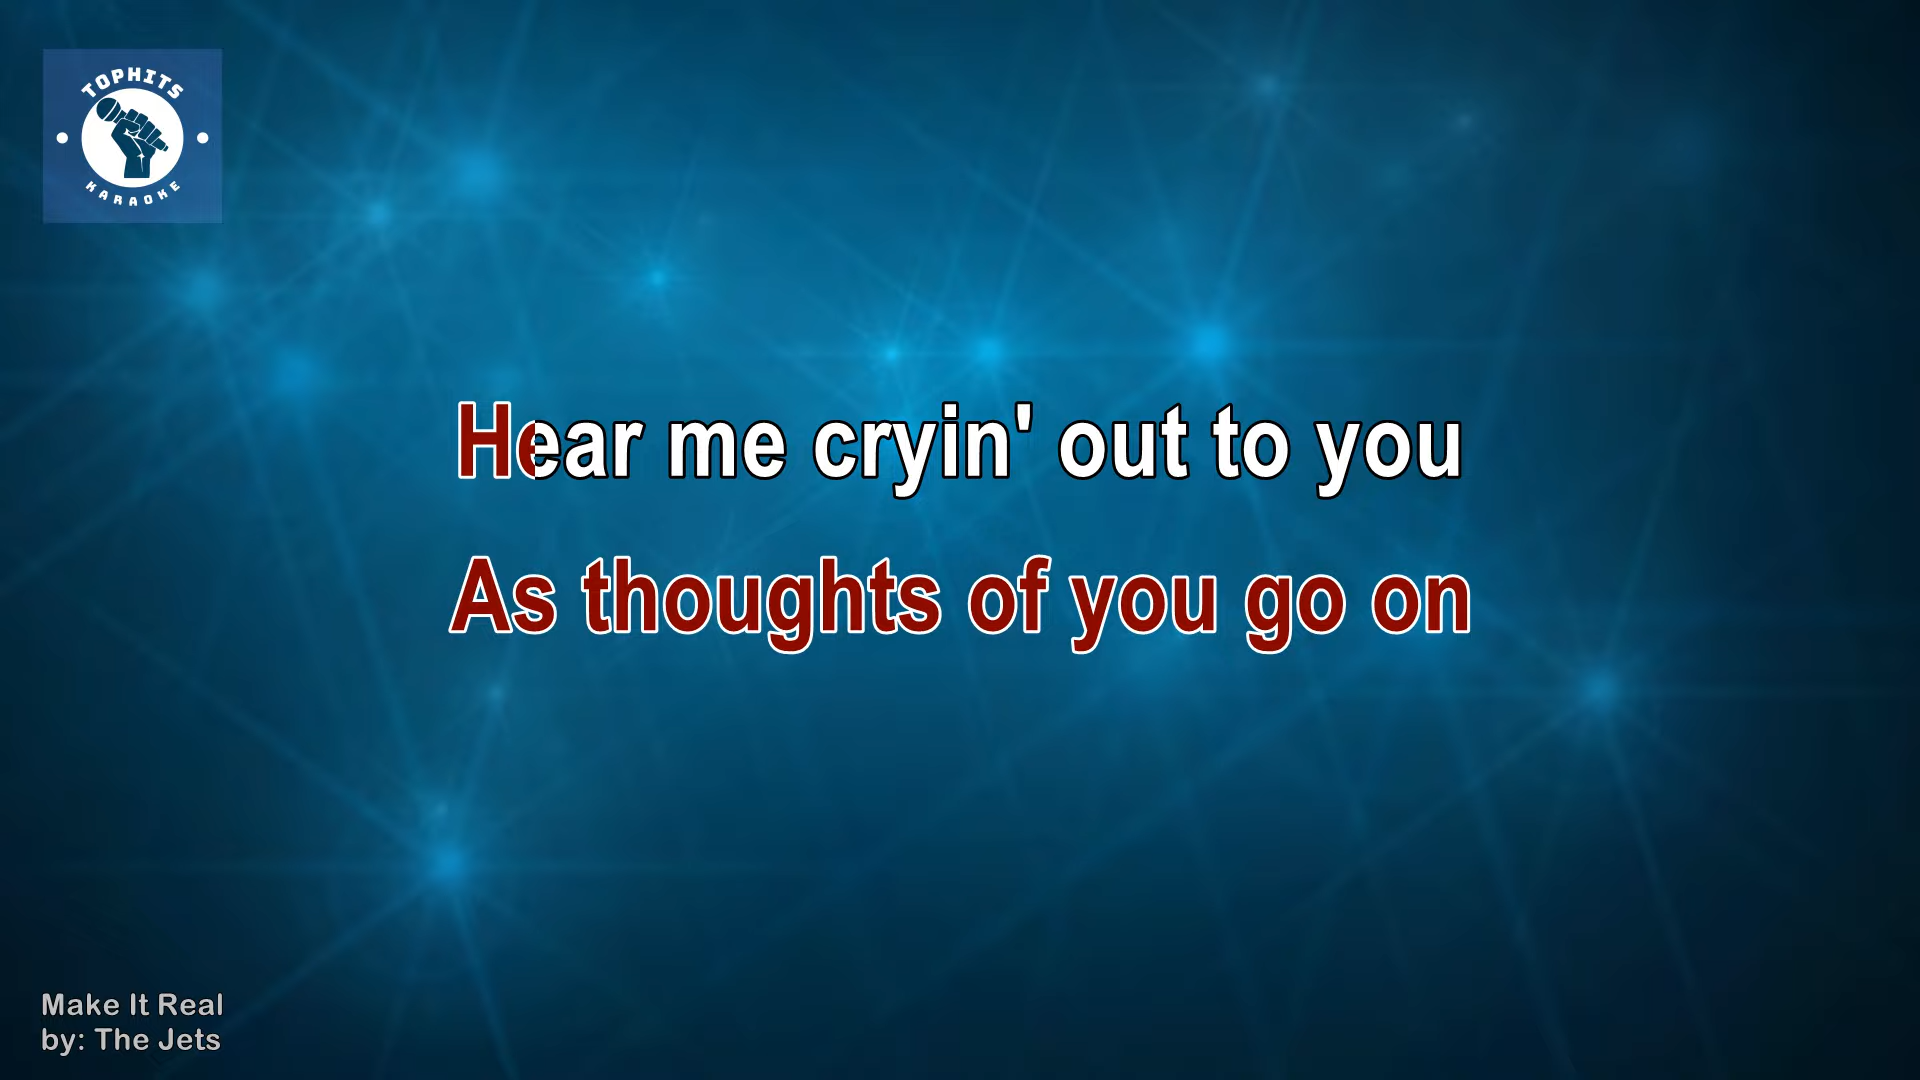 TOPHITS
KARAOKE
Hear me cryin' out to you
As thoughts of you go on
Make It Real
by: The Jets